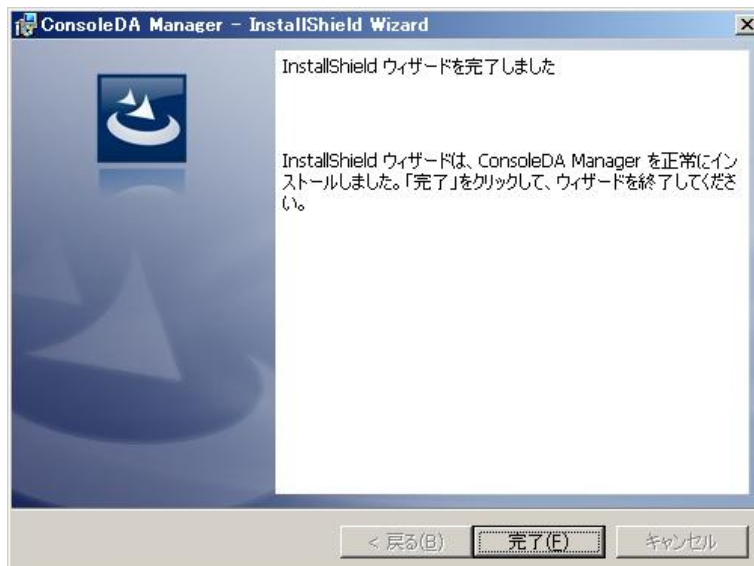 ConsoleDA Manager - InstallShield Wizard
InstallShield ウィザードを完了しました
InstallShield ウィザードは、ConsoleDA Manager を正常にイン
ストールしました。「完了」をクリックして、ウィザードを終了してくださ
い。
< 戻る(B)
完了(F)
キャンセル